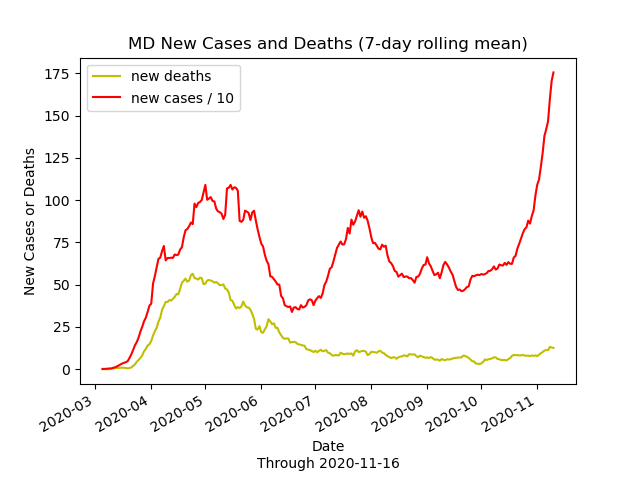 MD New Cases and Deaths (7-day rolling mean)
new deaths
new cases / 10
175
150
125
100
75
50
25
0
New Cases or Deaths
2020-03
2020-04
2020-05
2020-06
2020-07
2020-08
2020-09
2020-10
2020-11
Date
Through 2020-11-16